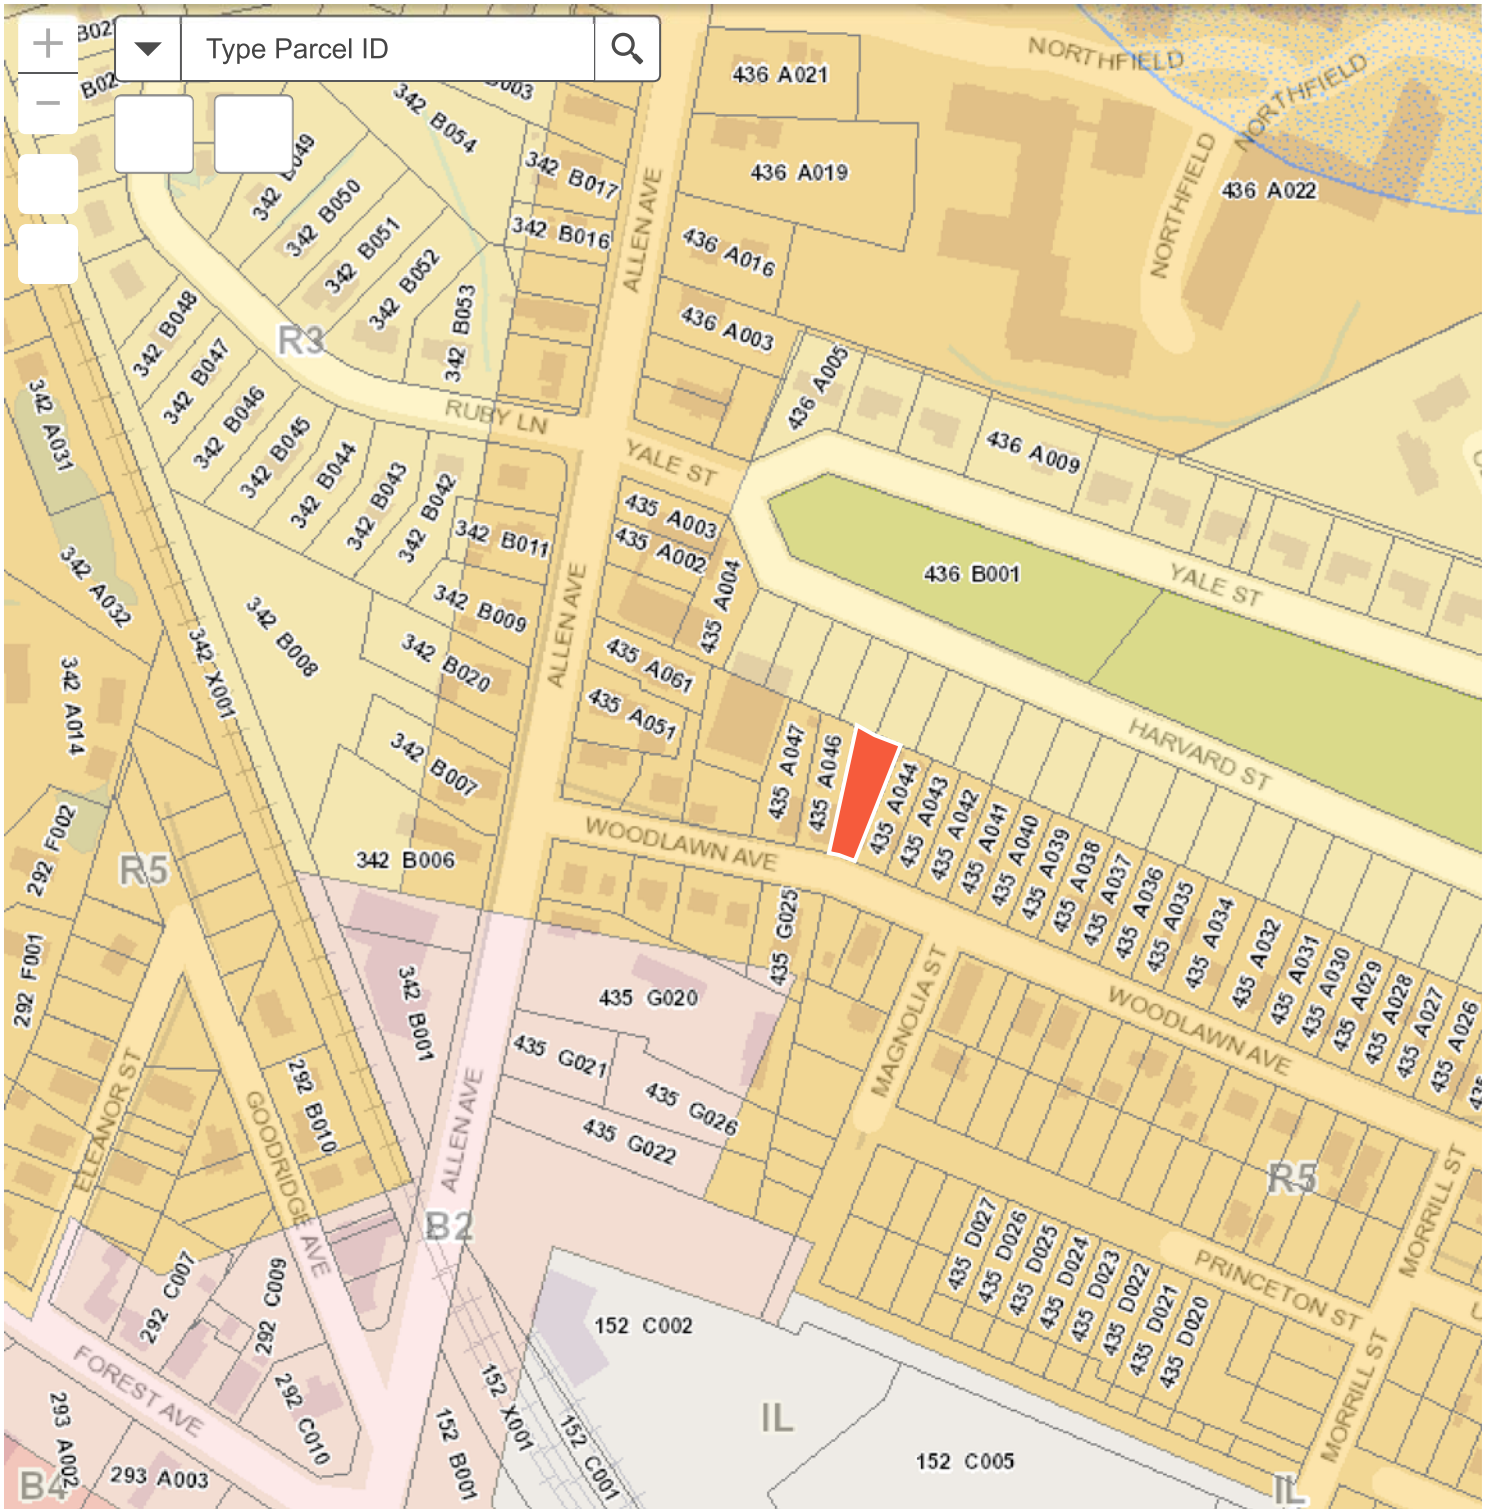 Type Parcel ID
B02
B02
B003
342 B054
342 B049
342 B050
342 B051
342 B052
342 B053
342 B017
342 B016
ALLEN AVE
436 A021
436 A019
436 A016
436 A003
436 A005
NORTHFIELD
NORTHFIELD
NORTHFIELD
436 A022
R3
342 B048
342 B047
342 B046
342 B045
342 B044
342 B043
342 B042
RUBY LN
YALE ST
342 A031
342 A032
342 A014
342 X001
342 B008
342 B011
342 B009
342 B020
342 B007
342 B006
ALLEN AVE
435 A003
435 A002
435 A004
435 A061
435 A051
436 A009
436 B001
YALE ST
HARVARD ST
435 A047
435 A046
435 A044
435 A043
435 A042
435 A041
435 A040
435 A039
435 A038
435 A037
435 A036
435 A035
435 A034
435 A032
435 A031
435 A030
435 A029
435 A028
435 A027
435 A026
435
WOODLAWN AVE
WOODLAWN AVE
292 F002
R5
292 F001
342 B001
435 G025
435 G020
435 G021
435 G026
435 G022
MAGNOLIA ST
ELEANOR ST
GOODRIDGE AVE
292 B010
ALLEN AVE
B2
R5
MORRILL ST
MORRILL ST
PRINCETON ST
435 D027
435 D026
435 D025
435 D024
435 D023
435 D022
435 D021
435 D020
292 C007
292 C009
292 C010
FOREST AVE
293 A002
293 A003
B4
152 B001
152 X001
152 C001
152 C002
IL
152 C005
IL